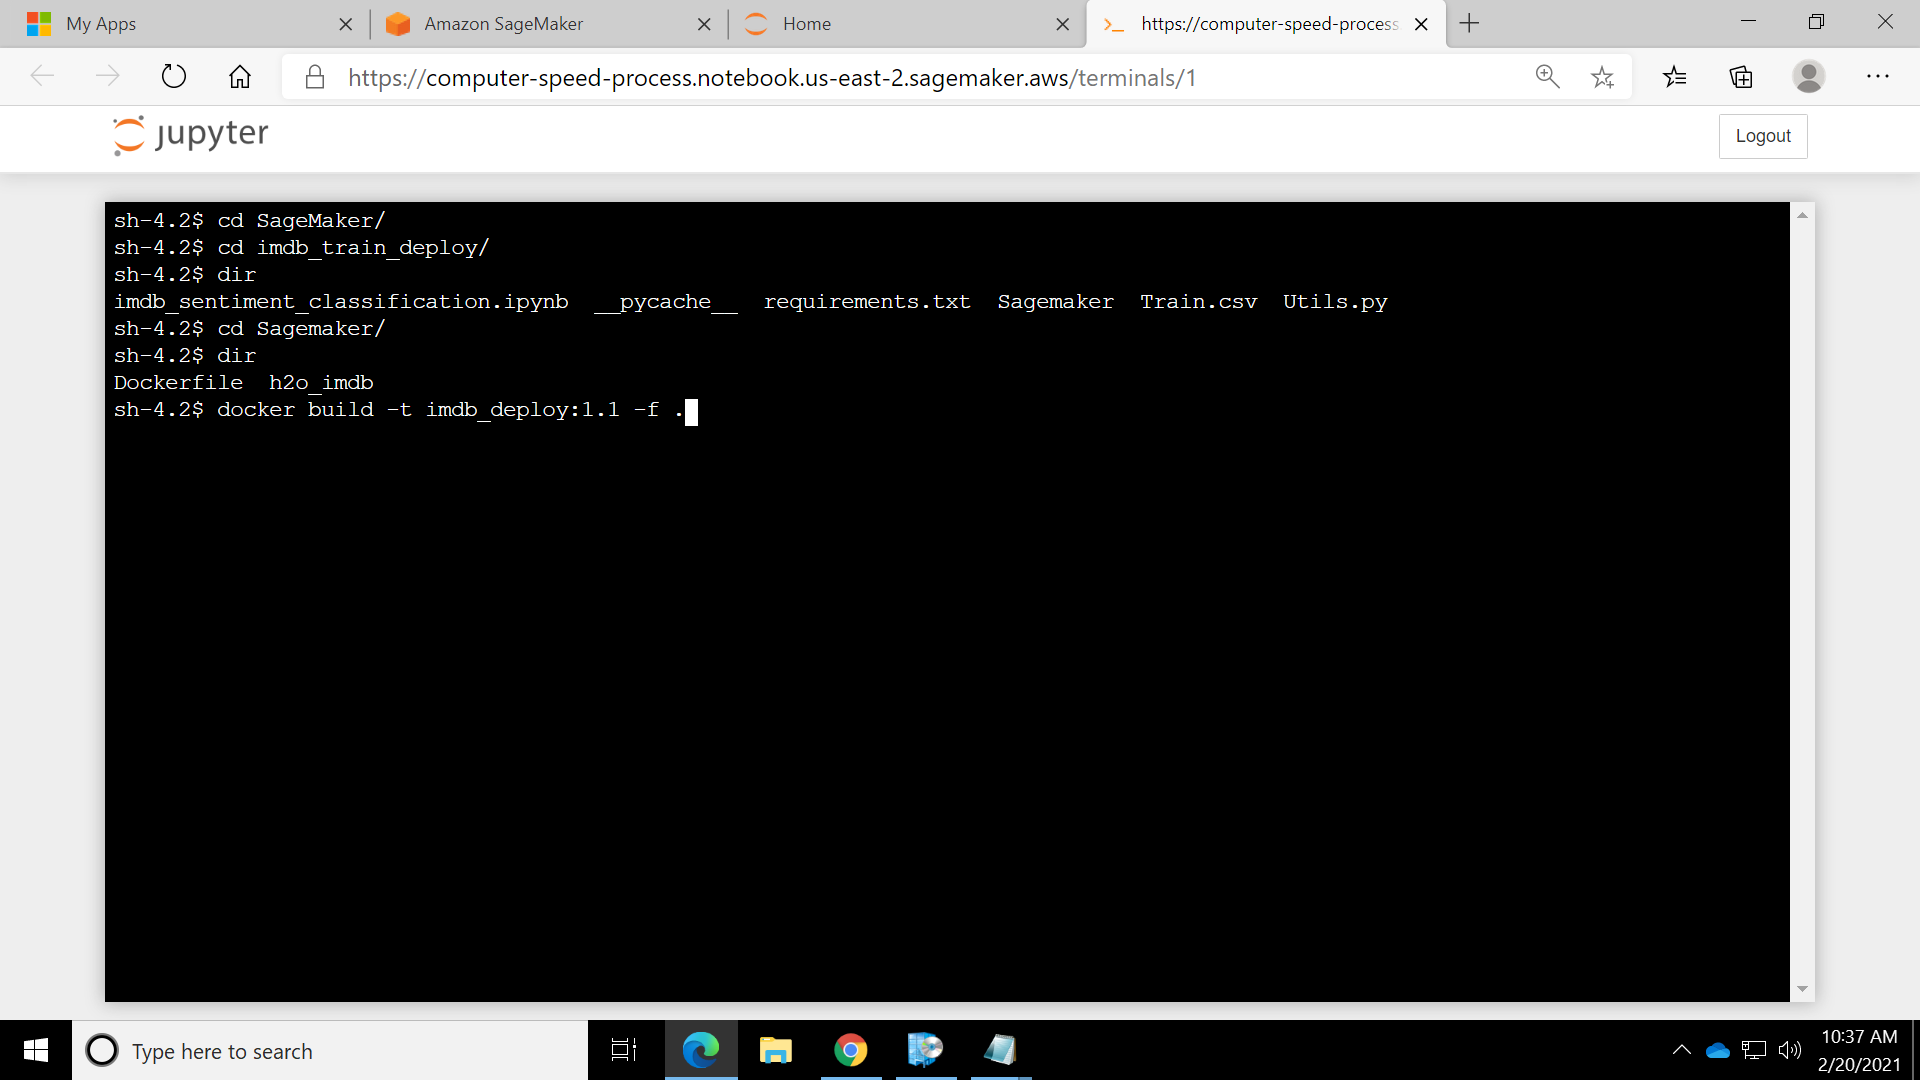 My Apps
Amazon SageMaker
Home
https://computer-speed-process
https://computer-speed-process.notebook.us-east-2.sagemaker.aws/terminals/1
jupyter
Logout
sh-4.2$ cd SageMaker/
sh-4.2$ cd imdb_train_deploy/
sh-4.2$ dir
imdb_sentiment_classification.ipynb  __pycache__  requirements.txt  Sagemaker  Train.csv  Utils.py
sh-4.2$ cd Sagemaker/
sh-4.2$ dir
Dockerfile  h2o_imdb
sh-4.2$ docker build -t imdb_deploy:1.1 -f .
Type here to search
10:37 AM
2/20/2021